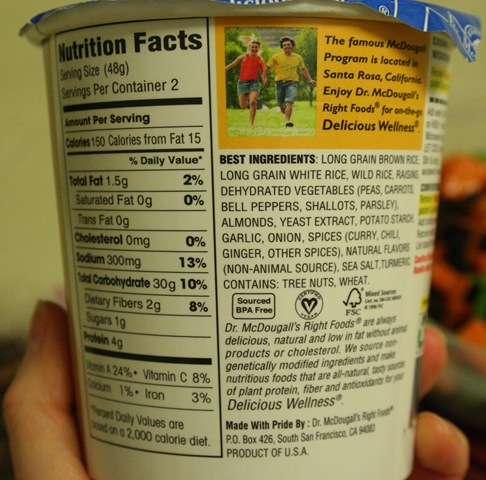 Nutrition Facts
Serving Size (48g)
Servings Per Container 2
Amount Per Serving
Calories 150 Calories from Fat 15
% Daily Value*
Total Fat 1.5g 2%
Saturated Fat 0g 0%
Trans Fat 0g
Cholesterol 0mg 0%
Sodium 300mg 13%
Total Carbohydrate 30g 10%
Dietary Fibers 2g 8%
Sugars 1g
Protein 4g
Vitamin A 24% • Vitamin C 8%
Calcium 1% • Iron 3%
*Percent Daily Values are
based on a 2,000 calorie diet.
The famous McDougall
Program is located in
Santa Rosa, California.
Enjoy Dr. McDougall's
Right Foods® for on-the-go
Delicious Wellness®.
BEST INGREDIENTS: LONG GRAIN BROWN RICE,
LONG GRAIN WHITE RICE, WILD RICE, RAISINS,
DEHYDRATED VEGETABLES (PEAS, CARROTS,
BELL PEPPERS, SHALLOTS, PARSLEY),
ALMONDS, YEAST EXTRACT, POTATO STARCH,
GARLIC, ONION, SPICES (CURRY, CHILI,
GINGER, OTHER SPICES), NATURAL FLAVORS
(NON-ANIMAL SOURCE), SEA SALT, TURMERIC.
CONTAINS: TREE NUTS, WHEAT.
Sourced
BPA Free
CERTIFIED
V
FSC
Mixed Sources
Dr. McDougall's Right Foods® are always
delicious, natural and low in fat without animal
products or cholesterol. We source non-
genetically modified ingredients and make
nutritious foods that are all-natural, tasty sources
of plant protein, fiber and antioxidants for your
Delicious Wellness®.
Made With Pride By : Dr. McDougall's Right Foods®
P.O. Box 426, South San Francisco, CA 94083
PRODUCT OF U.S.A.